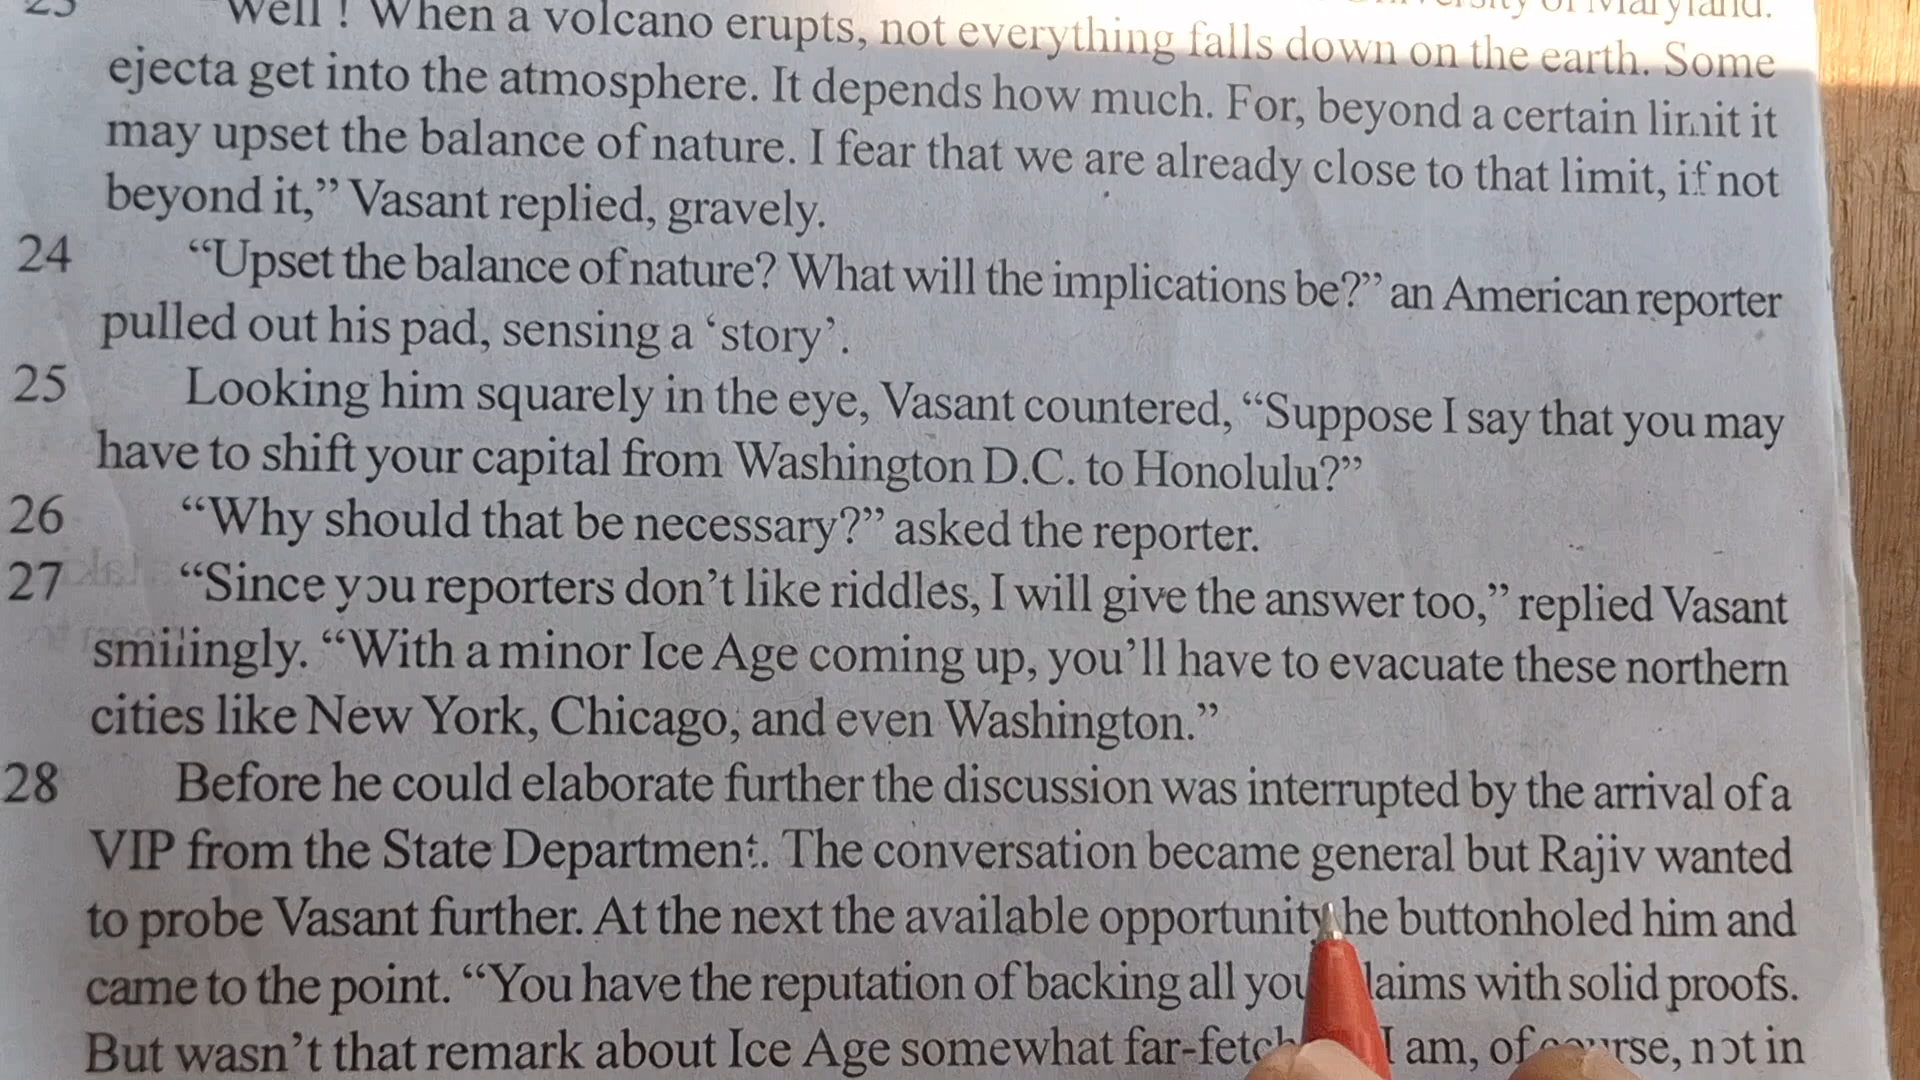 23 "Well ! When a volcano erupts, not everything falls down on the earth. Some
ejecta get into the atmosphere. It depends how much. For, beyond a certain limit it
may upset the balance of nature. I fear that we are already close to that limit, if not
beyond it," Vasant replied, gravely.
24 "Upset the balance of nature? What will the implications be?" an American reporter
pulled out his pad, sensing a 'story'.
25 Looking him squarely in the eye, Vasant countered, "Suppose I say that you may
have to shift your capital from Washington D.C. to Honolulu?"
26 "Why should that be necessary?" asked the reporter.
27 "Since you reporters don't like riddles, I will give the answer too," replied Vasant
smilingly. "With a minor Ice Age coming up, you'll have to evacuate these northern
cities like New York, Chicago, and even Washington."
28 Before he could elaborate further the discussion was interrupted by the arrival of a
VIP from the State Department. The conversation became general but Rajiv wanted
to probe Vasant further. At the next the available opportunity he buttonholed him and
came to the point. "You have the reputation of backing all claims with solid proofs.
But wasn't that remark about Ice Age somewhat I am, of course, not in